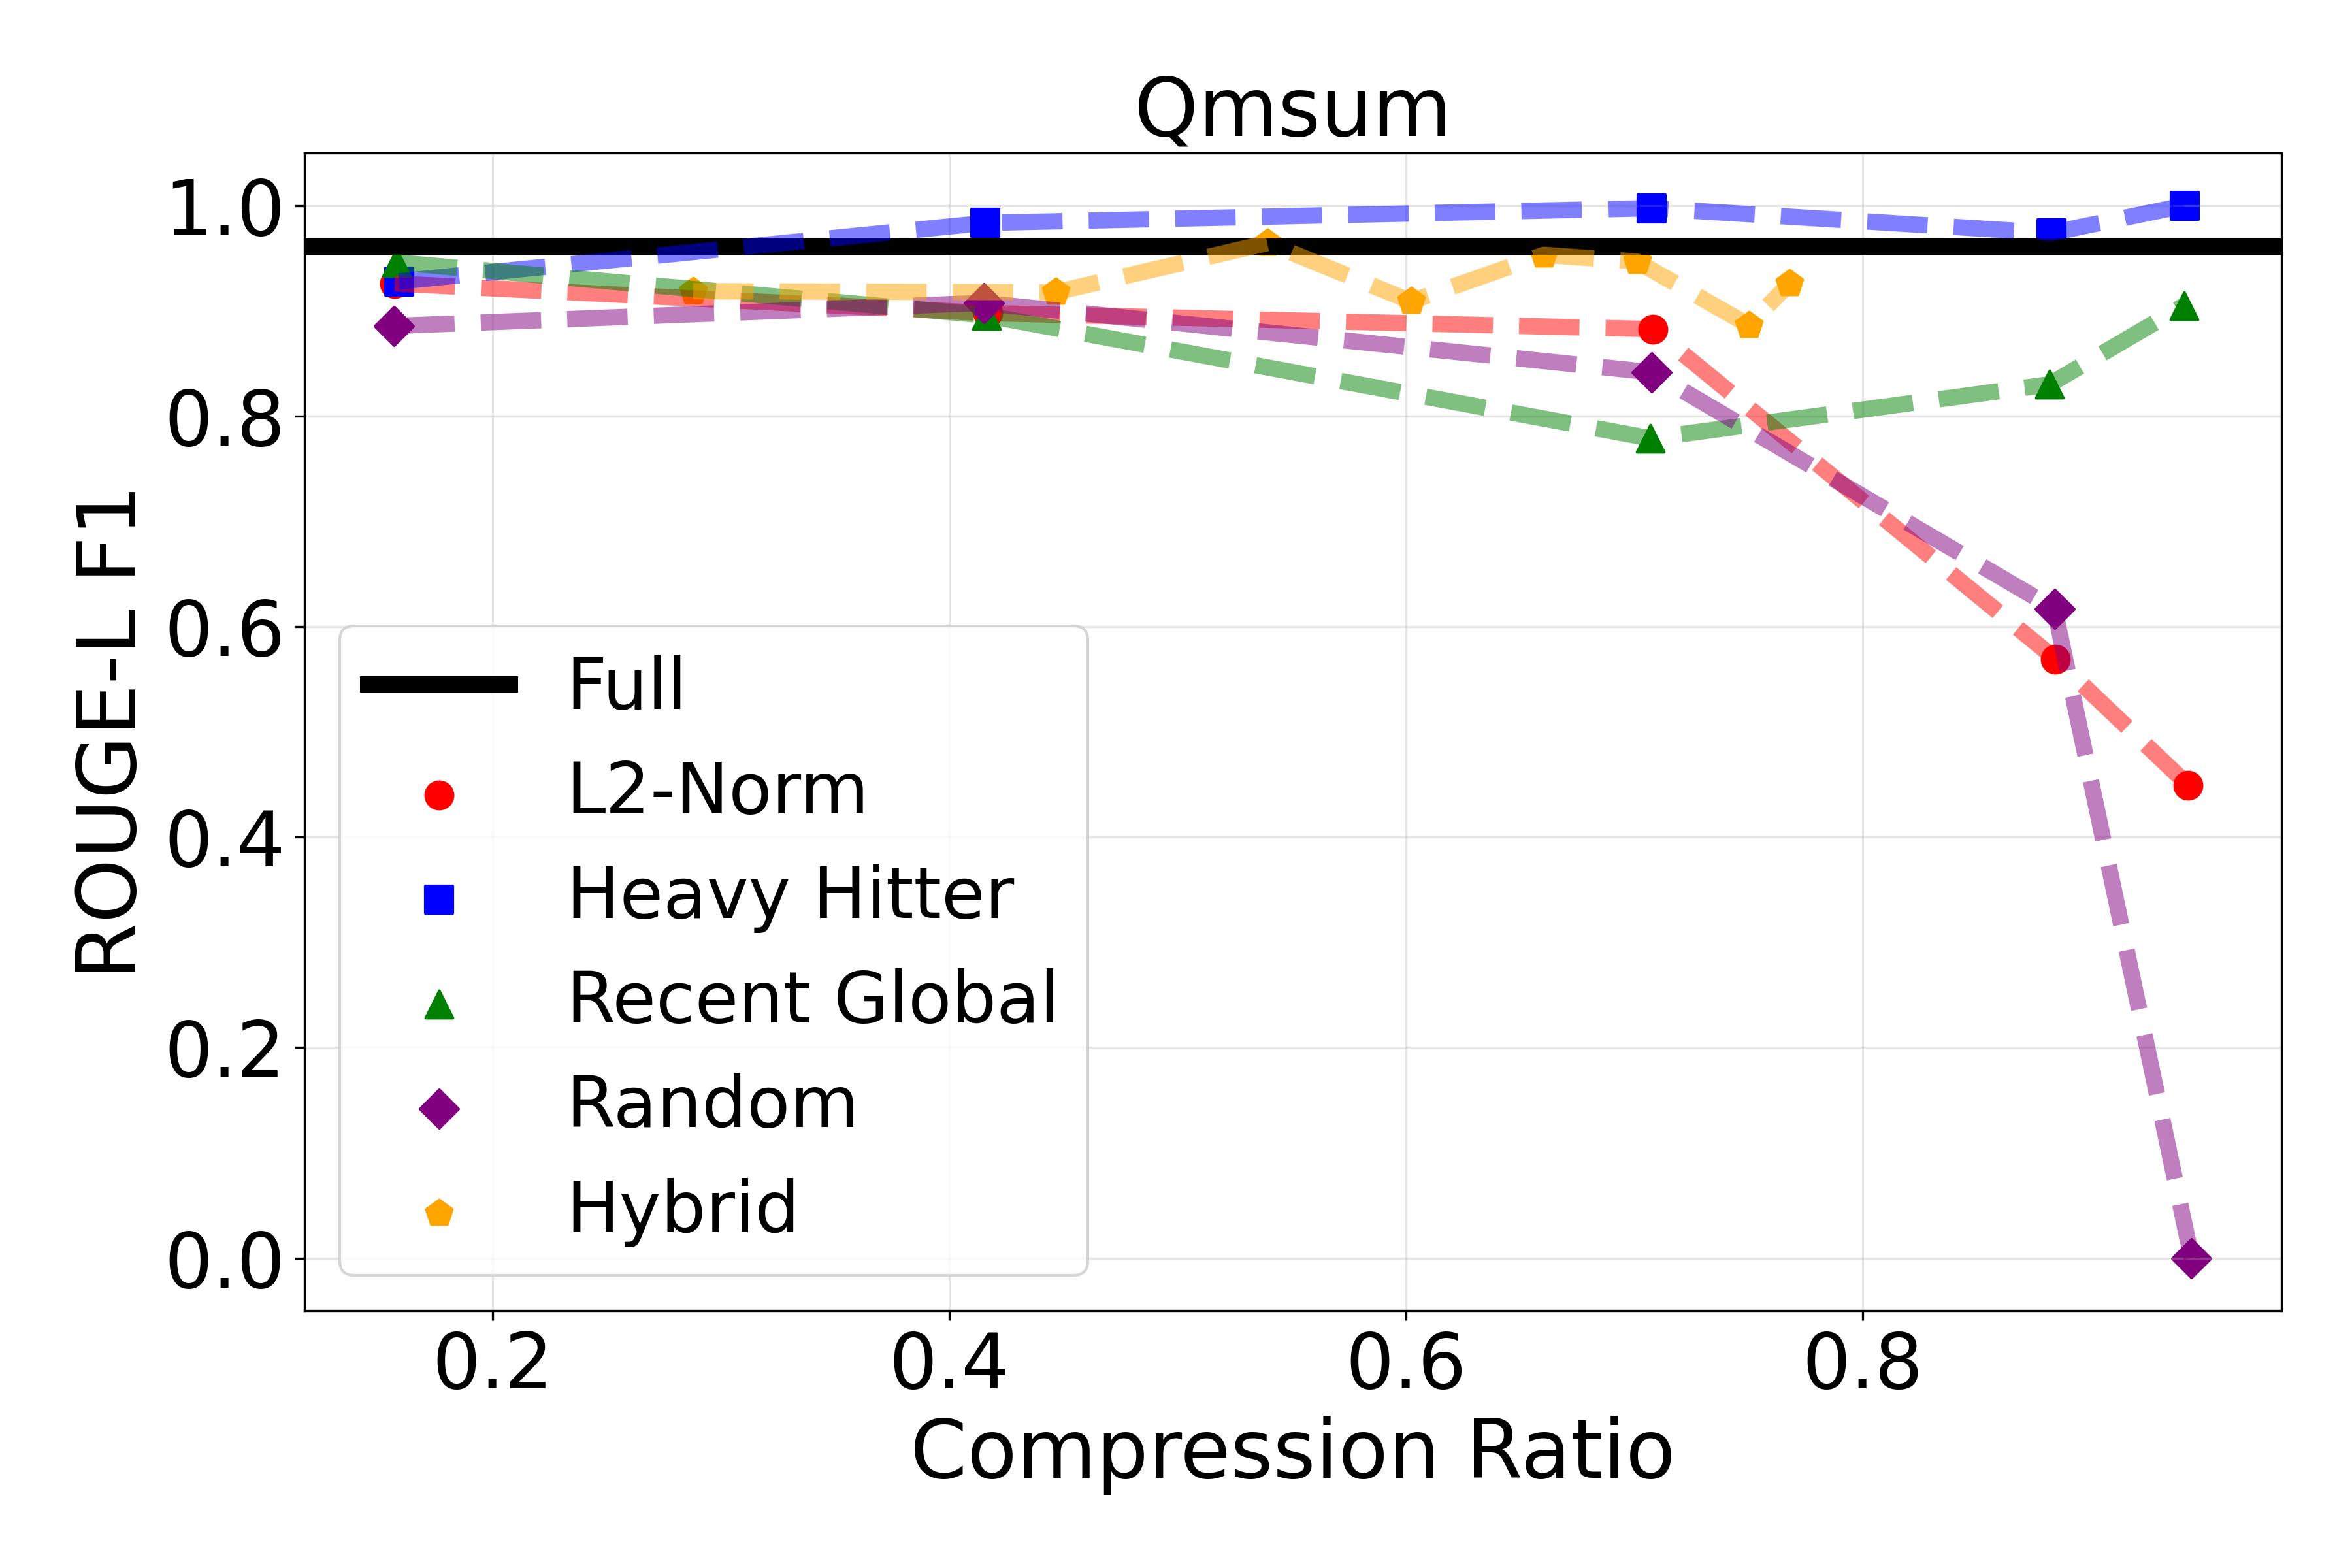 Qmsum
ROUGE-L F1
1.0
0.8
0.6
0.4
0.2
0.0
Full
L2-Norm
Heavy Hitter
Recent Global
Random
Hybrid
0.2 0.4 0.6 0.8
Compression Ratio